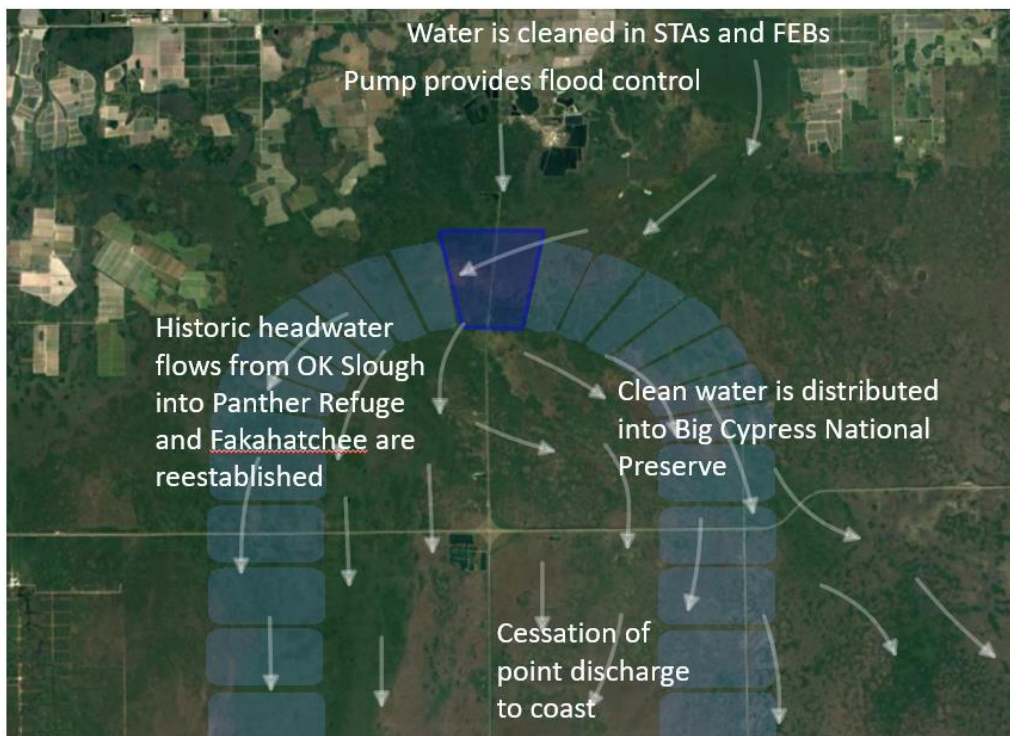 Water is cleaned in STAs and FEBs
Pump provides flood control
Historic headwater
flows from OK Slough
into Panther Refuge
and Fakahatchee are
reestablished
Clean water is distributed
into Big Cypress National
Preserve
Cessation of
point discharge
to coast